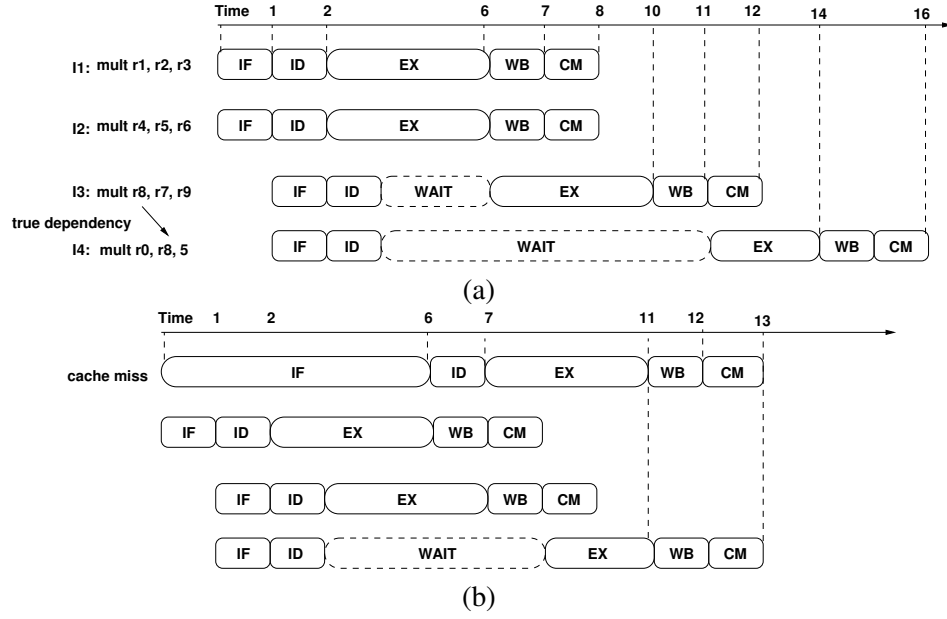 Time 1 2 6 7 8 10 11 12 14 16
I1: mult r1, r2, r3 IF ID EX WB CM
I2: mult r4, r5, r6 IF ID EX WB CM
I3: mult r8, r7, r9 IF ID WAIT EX WB CM
true dependency
I4: mult r0, r8, 5 IF ID WAIT EX WB CM
(a)
Time 1 2 6 7 11 12 13
cache miss IF ID EX WB CM
IF ID EX WB CM
IF ID EX WB CM
IF ID WAIT EX WB CM
(b)